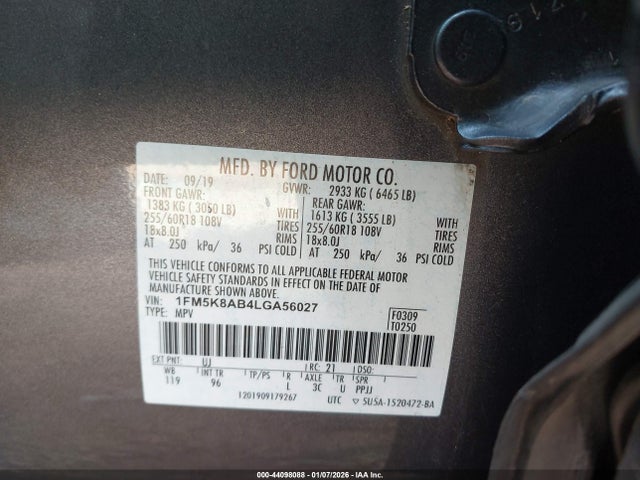 MFD. BY FORD MOTOR CO.
DATE: 09/19 GVWR: 2933 KG ( 6465 LB)
FRONT GAWR: REAR GAWR:
1383 KG ( 3050 LB) WITH 1613 KG ( 3555 LB) WITH
255/60R18 108V TIRES 255/60R18 108V TIRES
18x8.0J RIMS 18x8.0J RIMS
AT 250 kPa/ 36 PSI COLD AT 250 kPa/ 36 PSI COLD
THIS VEHICLE CONFORMS TO ALL APPLICABLE FEDERAL MOTOR
VEHICLE SAFETY STANDARDS IN EFFECT ON THE DATE OF
MANUFACTURE SHOWN ABOVE.
VIN: 1FM5K8AB4LGA56027
TYPE: MPV
F0309
T0250
EXT PNT: UJ RC: 21 DSO:
WB INT TR TP/PS R AXLE TR SPR
119 96 L 3C U PPJJ
1201909179267 UTC ▽ 5U5A-1520472-BA
000-44098088 - 01/07/2026 - IAA Inc.